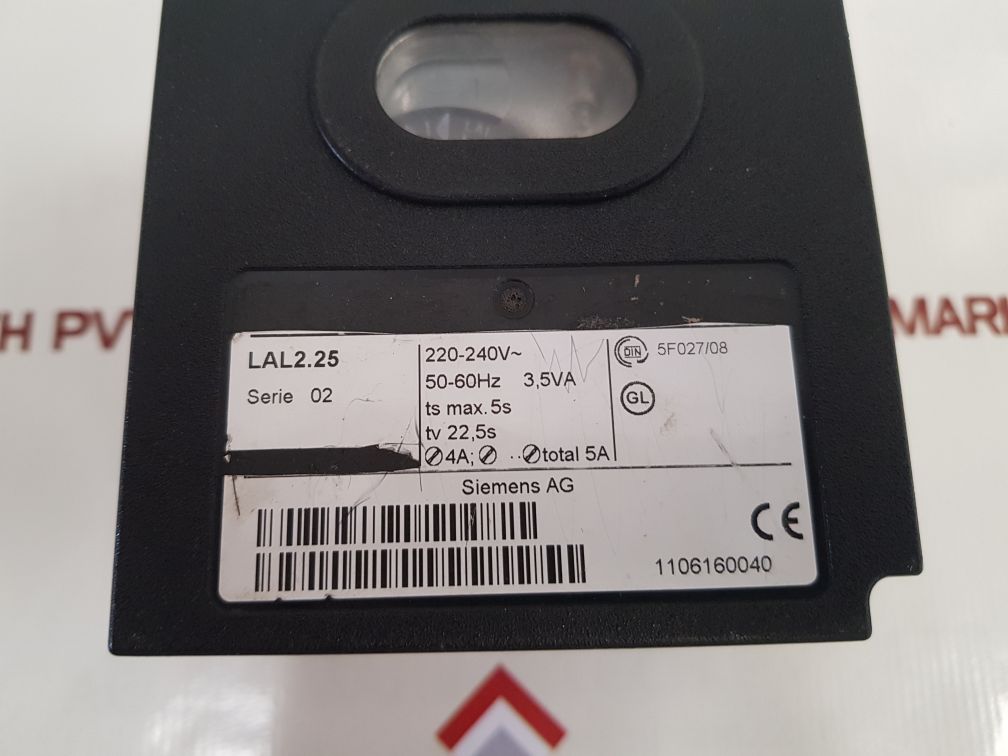 H PV
MAR
LAL2.25
Serie 02
220-240V~
50-60Hz 3,5VA
ts max. 5s
tv 22,5s
4A; ·· total 5A
DIN 5F027/08
GL
Siemens AG
CE
1106160040